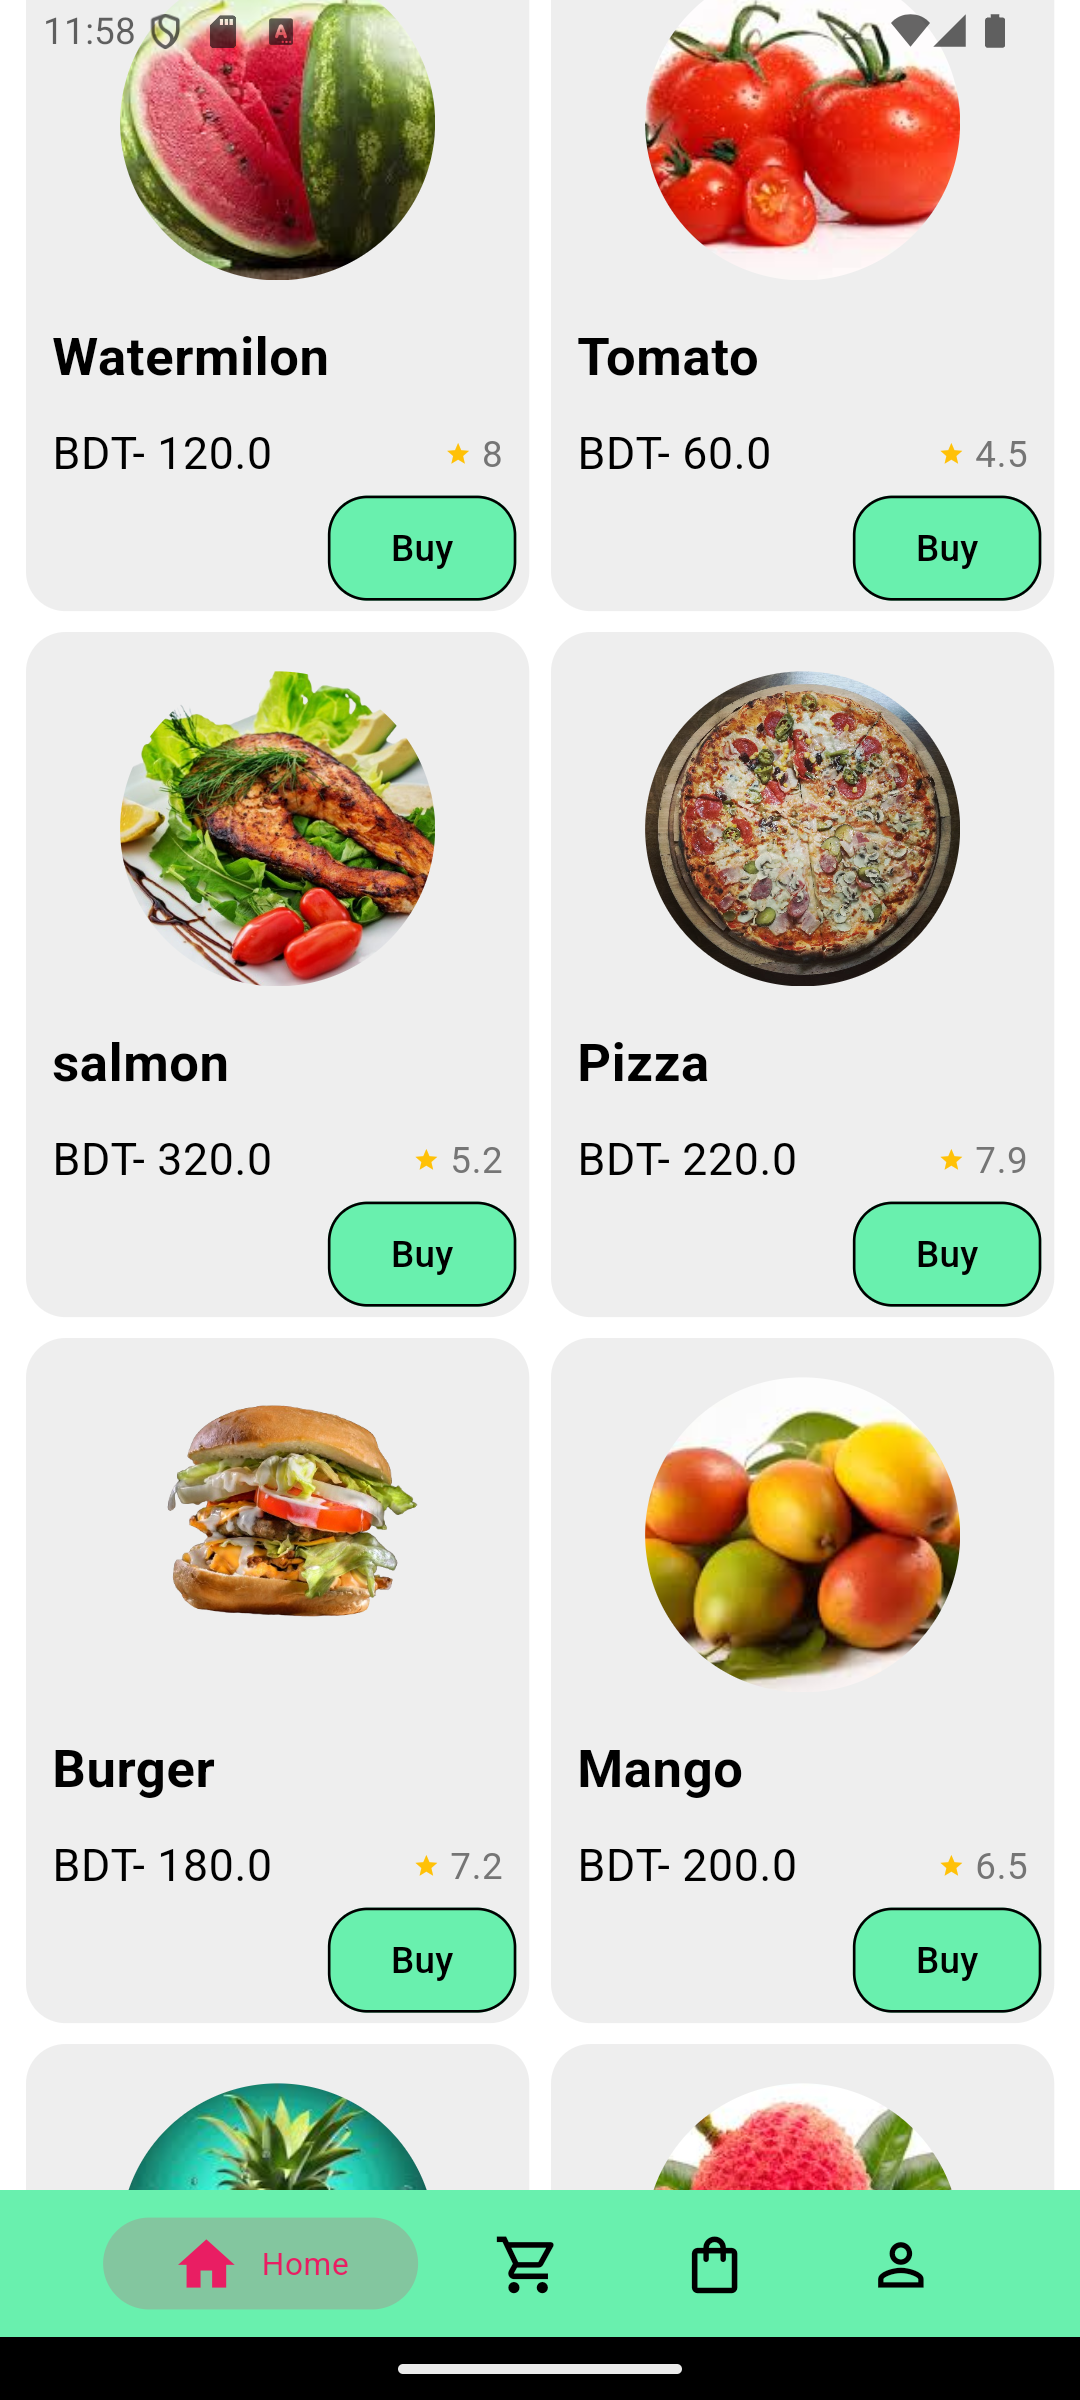 11:58
Watermilon
Tomato
BDT- 120.0
8
BDT- 60.0
4.5
Buy
Buy
salmon
Pizza
BDT- 320.0
5.2
BDT- 220.0
7.9
Buy
Buy
Burger
Mango
BDT- 180.0
7.2
BDT- 200.0
6.5
Buy
Buy
Home